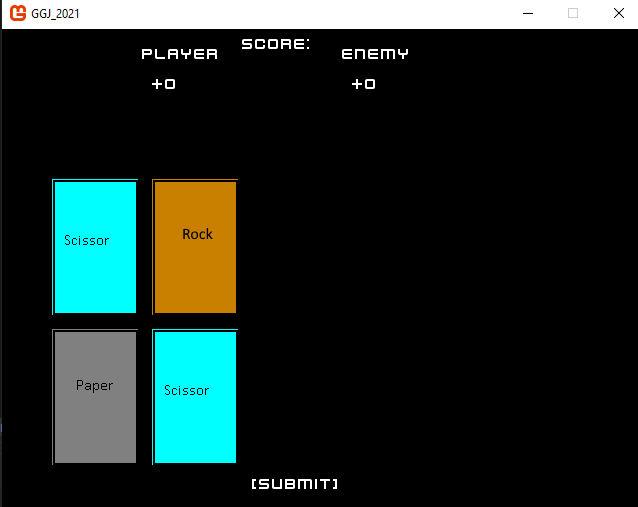 GGJ_2021
SCORE:
PLAYER ENEMY
+0 +0
Scissor Rock
Paper Scissor
[SUBMIT]